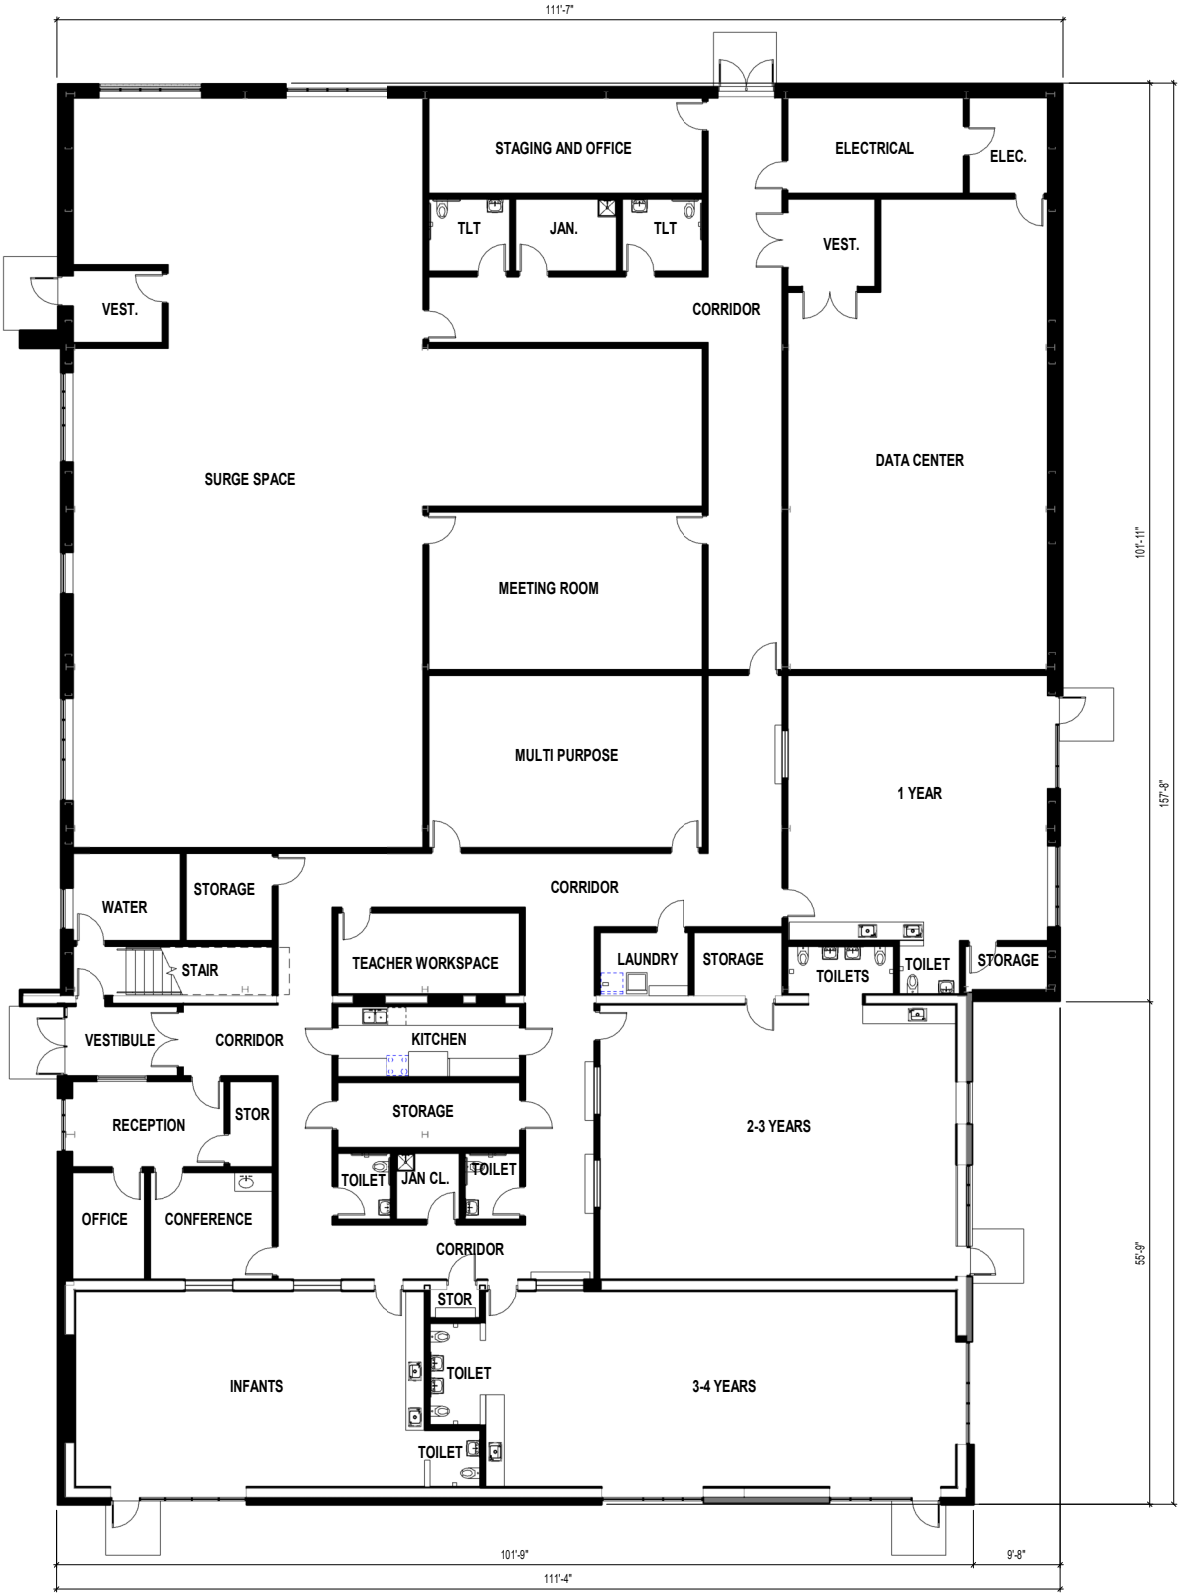 111'-7"
STAGING AND OFFICE
ELECTRICAL
ELEC.
TLT
JAN.
TLT
VEST.
VEST.
CORRIDOR
DATA CENTER
SURGE SPACE
101'-11"
MEETING ROOM
MULTI PURPOSE
1 YEAR
157'-8"
STORAGE
CORRIDOR
WATER
STAIR
TEACHER WORKSPACE
LAUNDRY
STORAGE
TOILETS
TOILET
STORAGE
VESTIBULE
CORRIDOR
KITCHEN
STORAGE
STOR
RECEPTION
2-3 YEARS
TOILET
JAN CL.
TOILET
OFFICE
CONFERENCE
CORRIDOR
55'-9"
STOR
TOILET
INFANTS
3-4 YEARS
TOILET
101'-9"
9'-8"
111'-4"